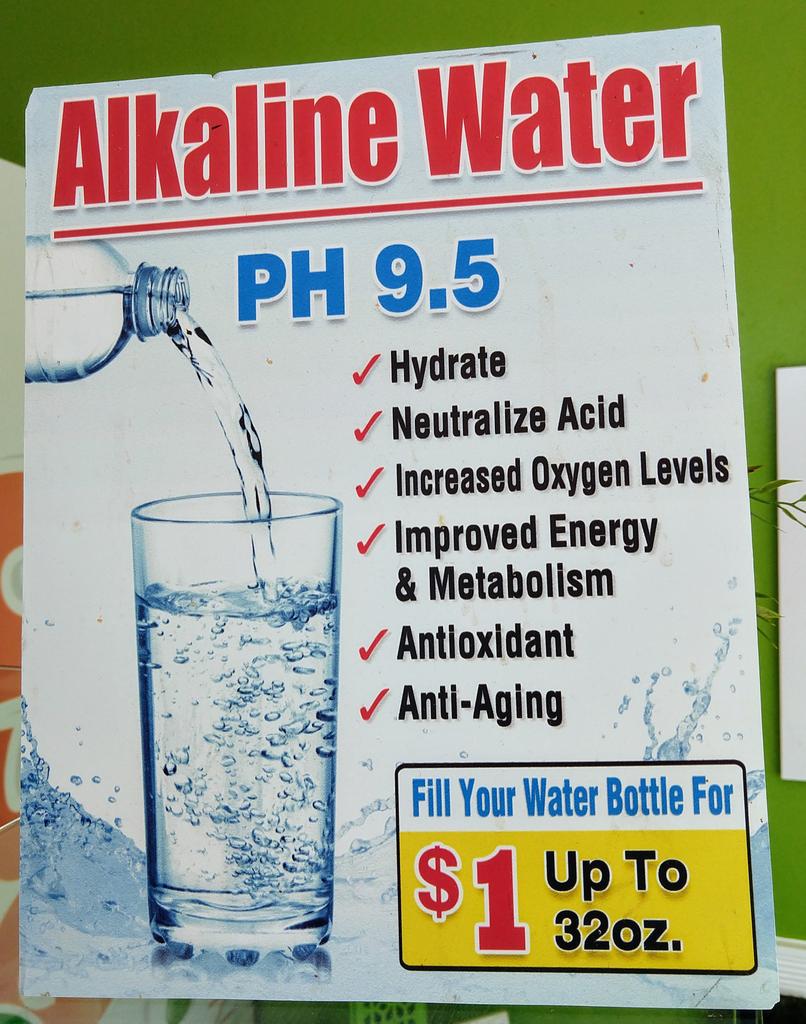 Alkaline Water
PH 9.5
✓ Hydrate
✓ Neutralize Acid
✓ Increased Oxygen Levels
✓ Improved Energy
& Metabolism
✓ Antioxidant
✓ Anti-Aging
Fill Your Water Bottle For
$1 Up To
32oz.